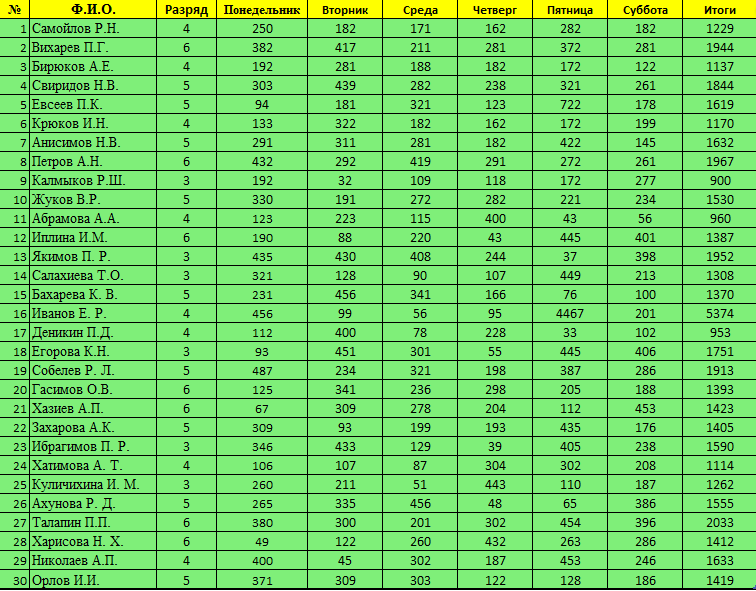 № Ф.И.О. Разряд Понедельник Вторник Среда Четверг Пятница Суббота Итоги
1 Самойлов Р.Н. 4 250 182 171 162 282 182 1229
2 Вихарев П.Г. 6 382 417 211 281 372 281 1944
3 Бирюков А.Е. 4 192 281 188 182 172 122 1137
4 Свиридов Н.В. 5 303 439 282 238 321 261 1844
5 Евсеев П.К. 5 94 181 321 123 722 178 1619
6 Крюков И.Н. 4 133 322 182 162 172 199 1170
7 Анисимов Н.В. 5 291 311 281 182 422 145 1632
8 Петров А.Н. 6 432 292 419 291 272 261 1967
9 Калмыков Р.Ш. 3 192 32 109 118 172 277 900
10 Жуков В.Р. 5 330 191 272 282 221 234 1530
11 Абрамова А.А. 4 123 223 115 400 43 56 960
12 Иплина И.М. 6 190 88 220 43 445 401 1387
13 Якимов П. Р. 3 435 430 408 244 37 398 1952
14 Салахиева Т.О. 3 321 128 90 107 449 213 1308
15 Бахарева К. В. 5 231 456 341 166 76 100 1370
16 Иванов Е. Р. 4 456 99 56 95 4467 201 5374
17 Деникин П.Д. 4 112 400 78 228 33 102 953
18 Егорова К.Н. 3 93 451 301 55 445 406 1751
19 Собелев Р. Л. 5 487 234 321 198 387 286 1913
20 Гасимов О.В. 6 125 341 236 298 205 188 1393
21 Хазиев А.П. 6 67 309 278 204 112 453 1423
22 Захарова А.К. 5 309 93 199 193 435 176 1405
23 Ибрагимов П. Р. 3 346 433 129 39 405 238 1590
24 Хатимова А. Т. 4 106 107 87 304 302 208 1114
25 Куличихина И. М. 3 260 211 51 443 110 187 1262
26 Ахунова Р. Д. 5 265 335 456 48 65 386 1555
27 Талапин П.П. 6 380 300 201 302 454 396 2033
28 Харисова Н. Х. 6 49 122 260 432 263 286 1412
29 Николаев А.П. 4 400 45 302 187 453 246 1633
30 Орлов И.И. 5 371 309 303 122 128 186 1419